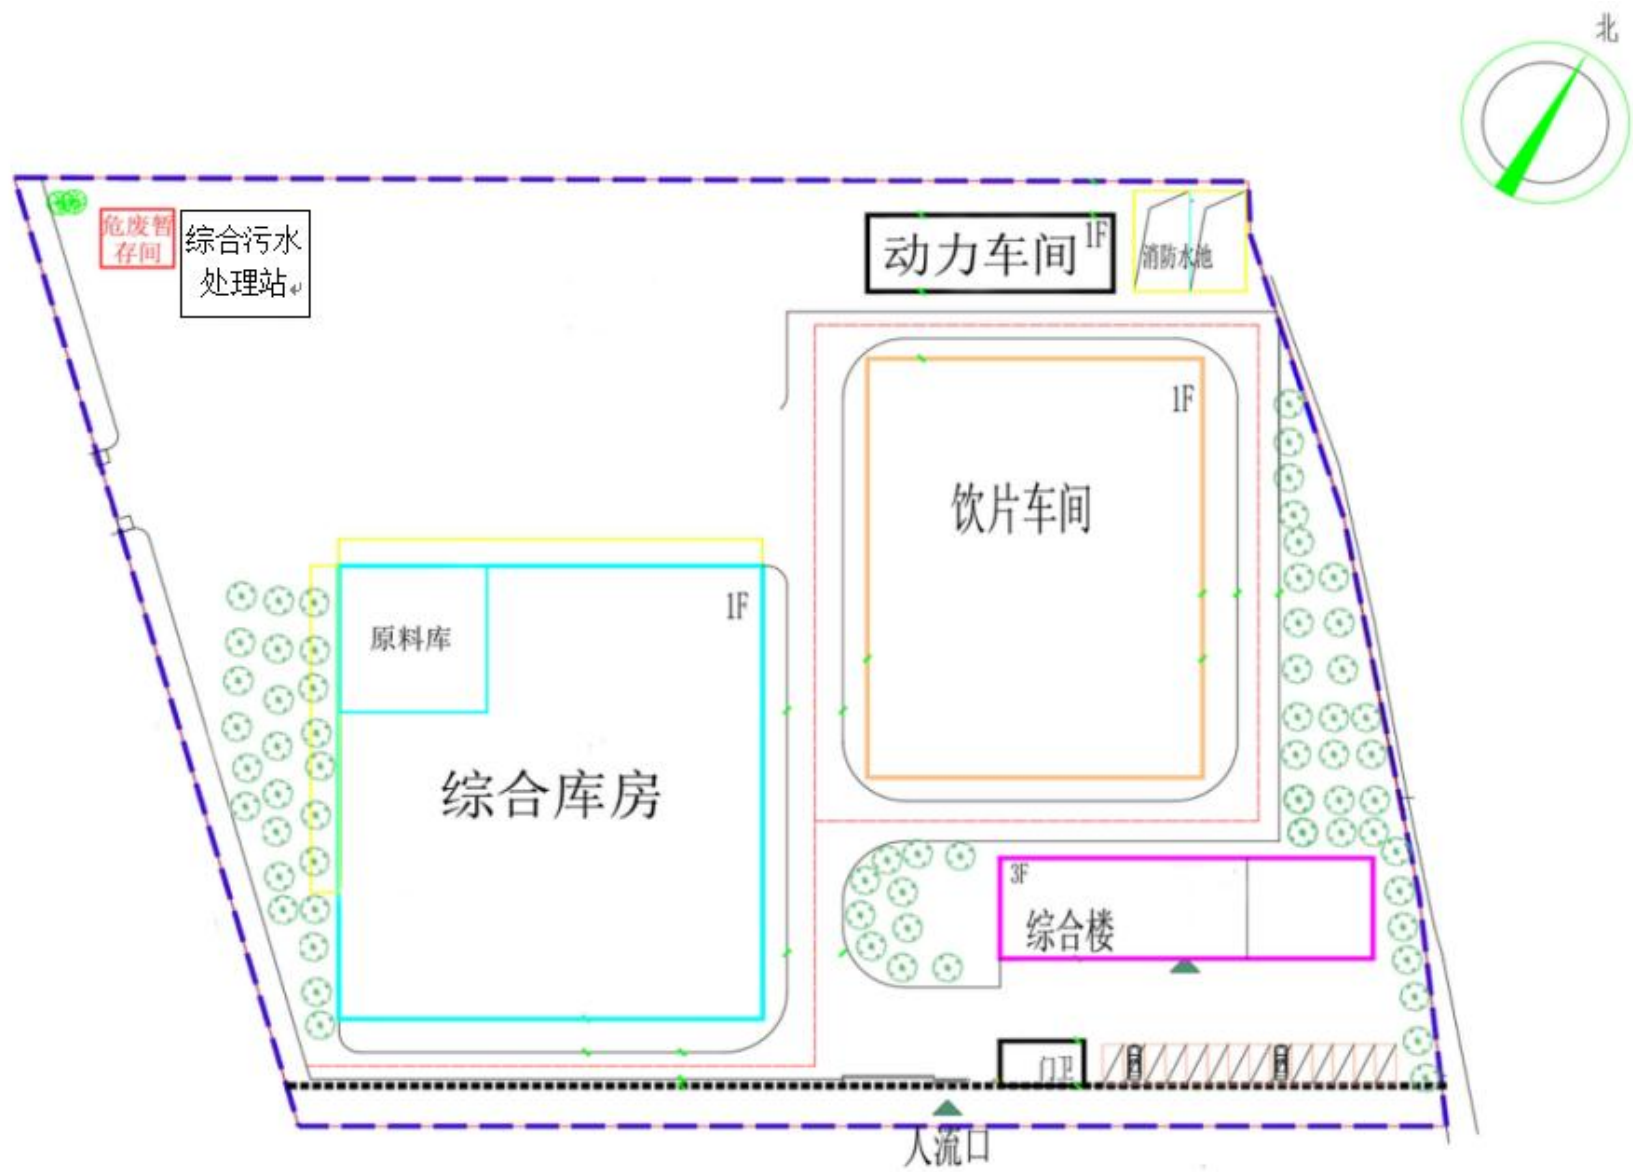 北
危废暂
存间
综合污水
处理站
动力车间
1F
消防水池
1F
饮片车间
1F
原料库
综合库房
3F
综合楼
门卫
人流口